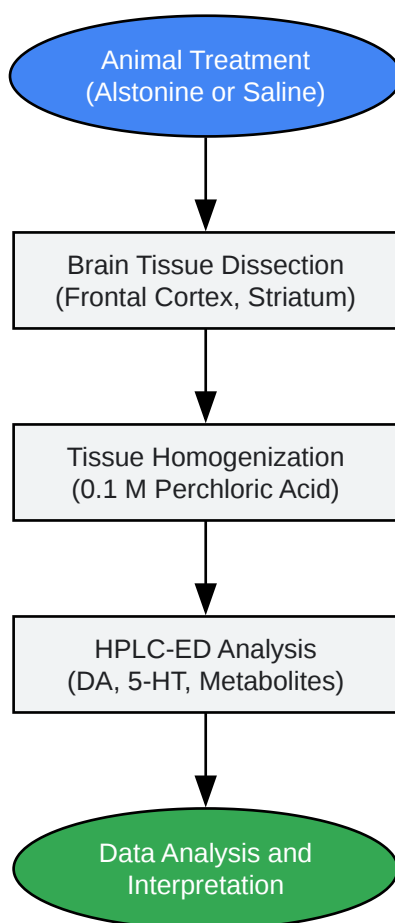 Animal Treatment
(Alstonine or Saline)
Brain Tissue Dissection
(Frontal Cortex, Striatum)
Tissue Homogenization
(0.1 M Perchloric Acid)
HPLC-ED Analysis
(DA, 5-HT, Metabolites)
Data Analysis and
Interpretation